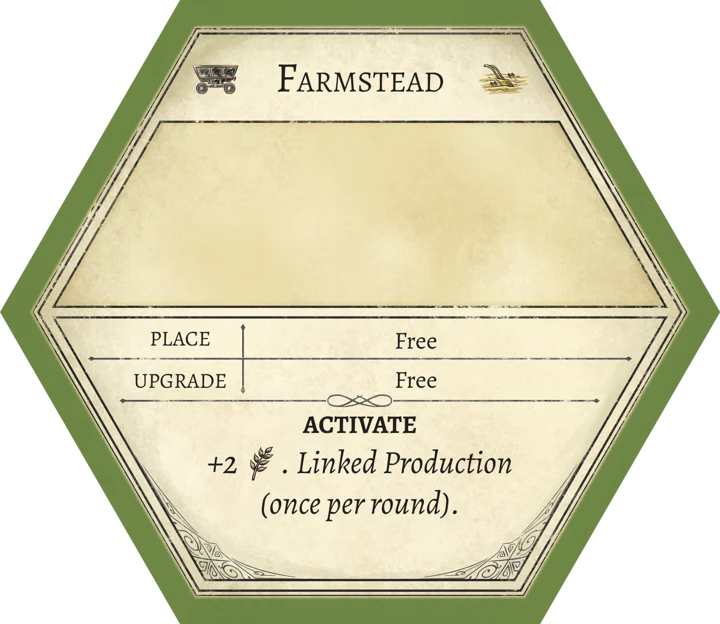 Farmstead
PLACE Free
UPGRADE Free
ACTIVATE
+2 . Linked Production
(once per round).